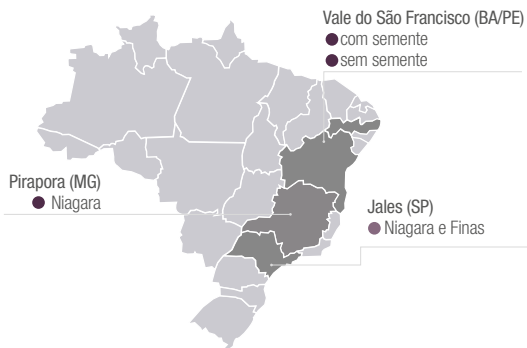 Vale do São Francisco (BA/PE)
com semente
sem semente
Pirapora (MG)
Niagara
Jales (SP)
Niagara e Finas